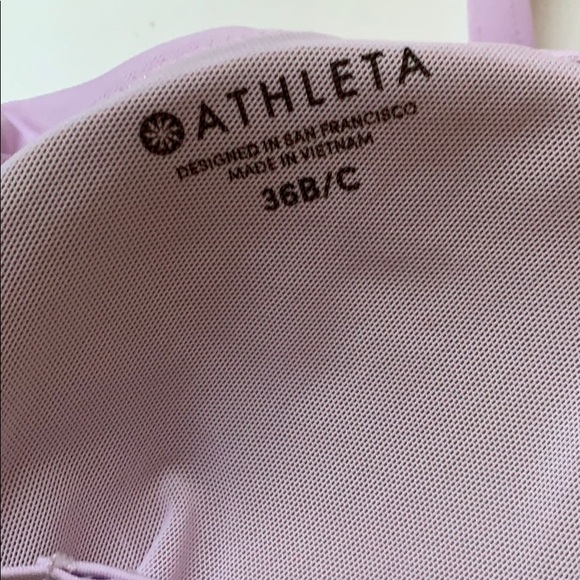 ATHLETA
DESIGNED IN SAN FRANCISCO
MADE IN VIETNAM
36B/C